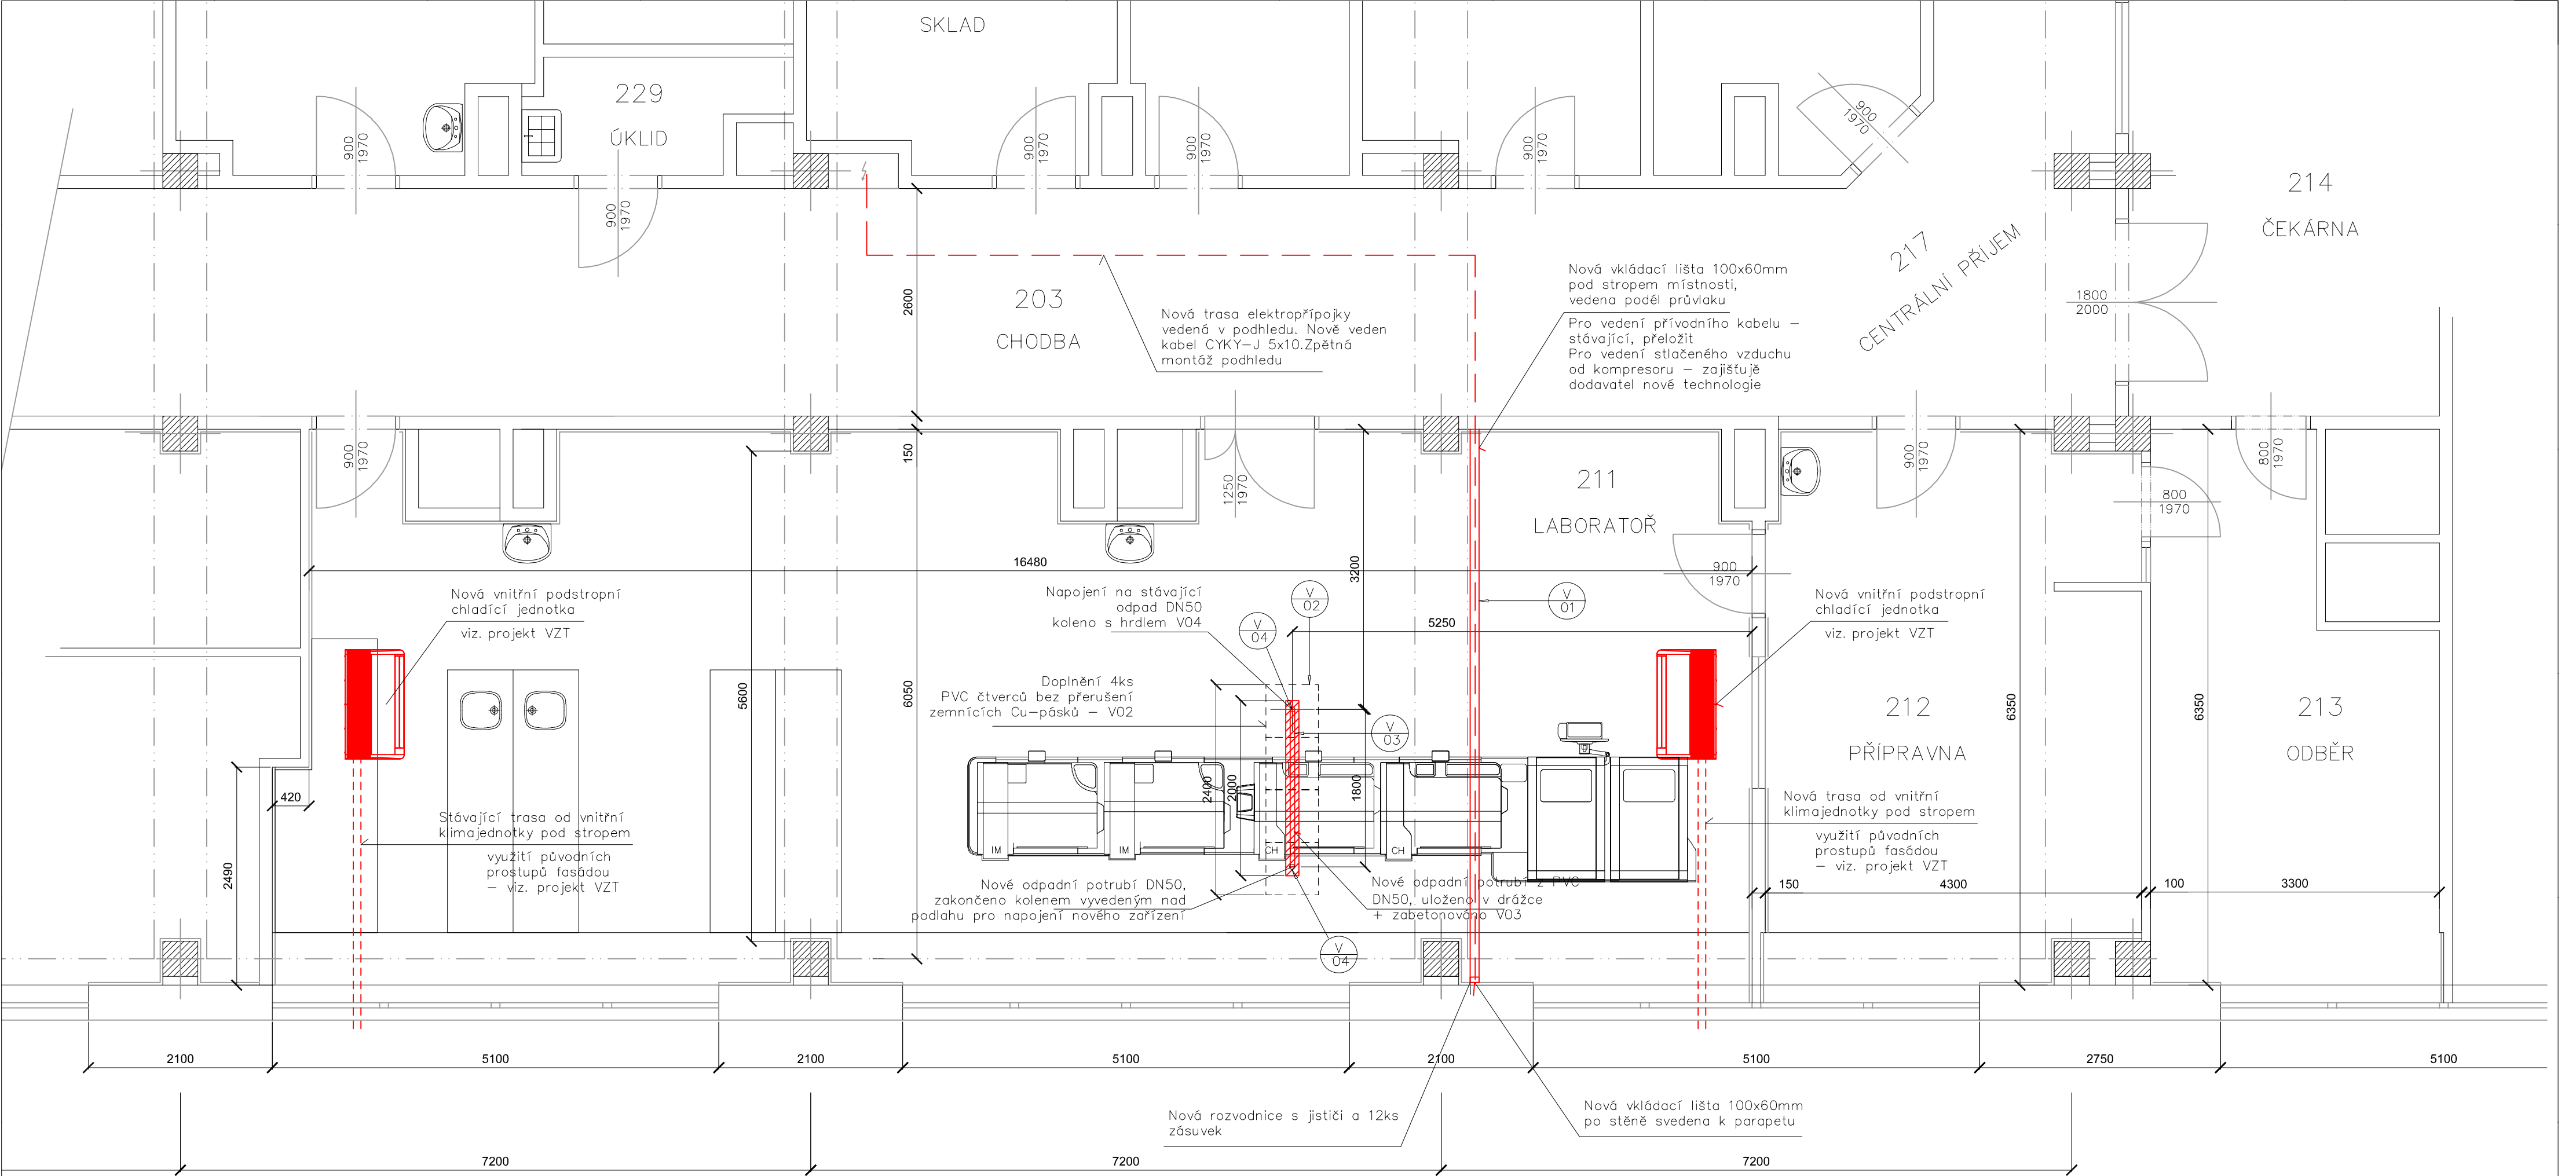 SKLAD
229
ÚKLID
900
1970
900
1970
900
1970
900
1970
900
1970
900
1970
214
ČEKÁRNA
217
CENTRÁLNÍ PŘÍJEM
1800
2000
203
CHODBA
2600
Nová trasa elektropřípojky
vedená v podhledu. Nově veden
kabel CYKY-J 5x10.Zpětná
montáž podhledu
Nová vkládací lišta 100x60mm
pod stropem místnosti,
vedena podél průvlaku
Pro vedení přívodního kabelu –
stávající, přeložit
Pro vedení stlačeného vzduchu
od kompresoru – zajišťujě
dodavatel nové technologie
900
1970
150
1250
1970
900
1970
800
1970
800
1970
211
LABORATOŘ
900
1970
16480
3200
5250
5600
6050
6350
6350
Nová vnitřní podstropní
chladící jednotka
viz. projekt VZT
Napojení na stávající
odpad DN50
koleno s hrdlem V04
V
02
V
04
V
01
V
03
Nová vnitřní podstropní
chladící jednotka
viz. projekt VZT
Doplnění 4ks
PVC čtverců bez přerušení
zemnících Cu-pásků – V02
212
PŘÍPRAVNA
213
ODBĚR
2400
2000
1800
420
2490
Stávající trasa od vnitřní
klimajednotky pod stropem
využití původních
prostupů fasádou
– viz. projekt VZT
Nová trasa od vnitřní
klimajednotky pod stropem
využití původních
prostupů fasádou
– viz. projekt VZT
IM
IM
CH
CH
Nové odpadní potrubí DN50,
zakončeno kolenem vyvedeným nad
podlahu pro napojení nového zařízení
Nové odpadní potrubí z PVC
DN50, uloženo v drážce
+ zabetonováno V03
V
04
150
4300
100
3300
2100
5100
2100
5100
2100
5100
2750
5100
Nová rozvodnice s jističi a 12ks
zásuvek
Nová vkládací lišta 100x60mm
po stěně svedena k parapetu
7200
7200
7200